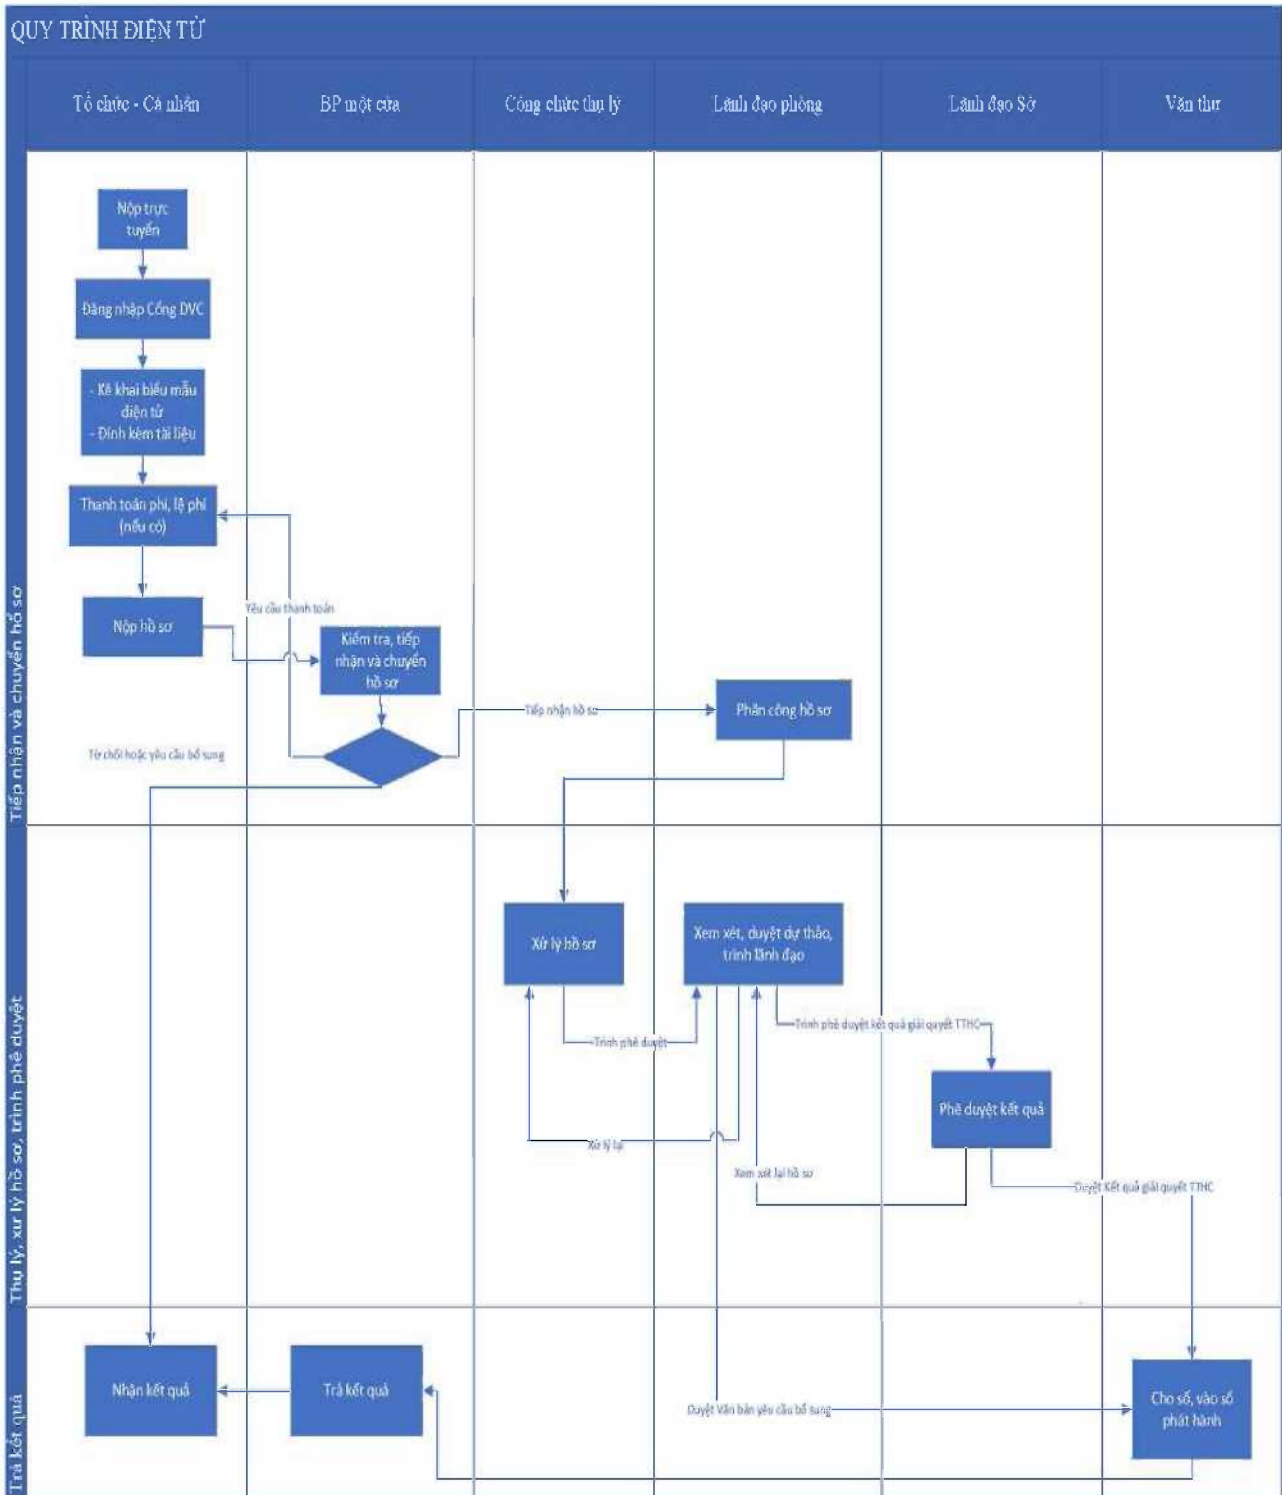 QUY TRÌNH ĐIỆN TỬ
Tổ chức - Cá nhân
BP một cửa
Công chức thụ lý
Lãnh đạo phòng
Lãnh đạo Sở
Văn thư
Tiếp nhận và chuyển hồ sơ
Nộp trực
tuyến
Đăng nhập Cổng DVC
- Kê khai biểu mẫu
điện tử
- Đính kèm tài liệu
Thanh toán phí, lệ phí
(nếu có)
Nộp hồ sơ
Yêu cầu thanh toán
Kiểm tra, tiếp
nhận và chuyển
hồ sơ
Tiếp nhận hồ sơ
Phân công hồ sơ
Từ chối hoặc yêu cầu bổ sung
Thụ lý, xử lý hồ sơ, trình phê duyệt
Xử lý hồ sơ
Xem xét, duyệt dự thảo,
trình lãnh đạo
Trình phê duyệt
Trình phê duyệt kết quả giải quyết TTHC
Phê duyệt kết quả
Xử lý lại
Xem xét lại hồ sơ
Duyệt Kết quả giải quyết TTHC
Trả kết quả
Nhận kết quả
Trả kết quả
Duyệt Văn bản yêu cầu bổ sung
Cho số, vào sổ
phát hành